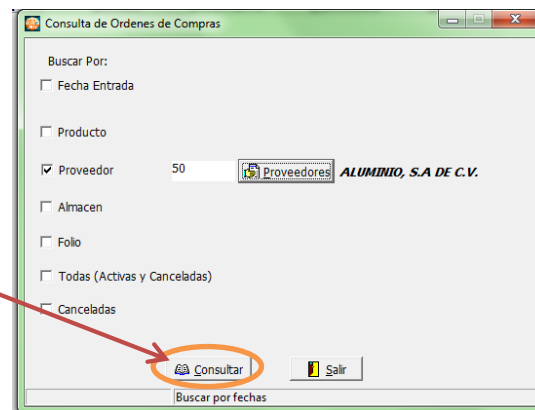 Consulta de Ordenes de Compras
Buscar Por:
Fecha Entrada
Producto
Proveedor 50 Proveedores ALUMINIO, S.A DE C.V.
Almacen
Folio
Todas (Activas y Canceladas)
Canceladas
Consultar Salir
Buscar por fechas